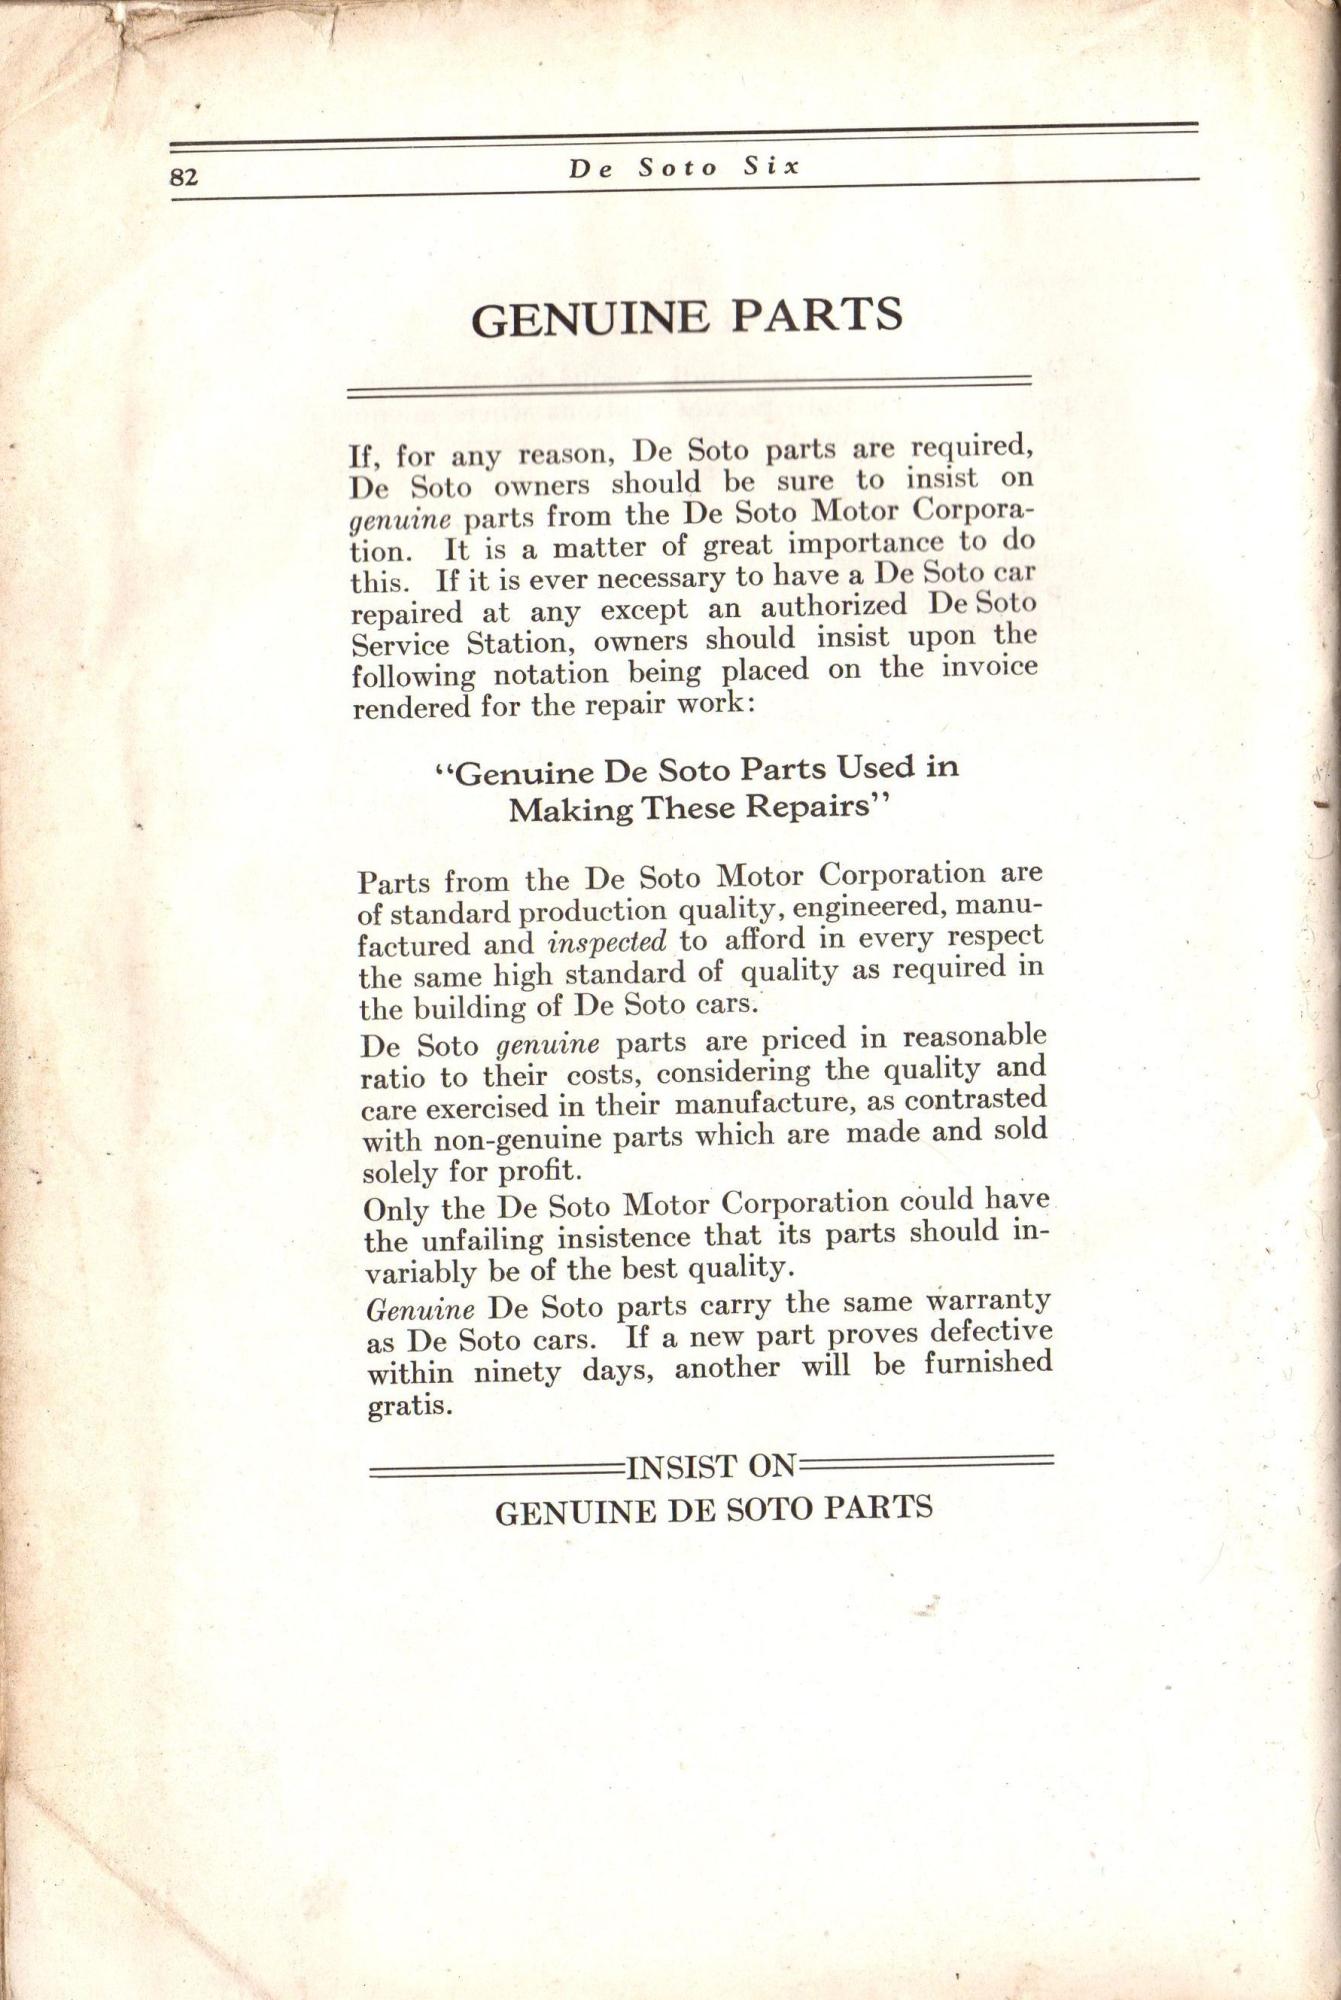 82
De Soto Six
GENUINE PARTS
If, for any reason, De Soto parts are required,
De Soto owners should be sure to insist on
genuine parts from the De Soto Motor Corpora-
tion. It is a matter of great importance to do
this. If it is ever necessary to have a De Soto car
repaired at any except an authorized De Soto
Service Station, owners should insist upon the
following notation being placed on the invoice
rendered for the repair work:
“Genuine De Soto Parts Used in
Making These Repairs”
Parts from the De Soto Motor Corporation are
of standard production quality, engineered, manu-
factured and inspected to afford in every respect
the same high standard of quality as required in
the building of De Soto cars.
De Soto genuine parts are priced in reasonable
ratio to their costs, considering the quality and
care exercised in their manufacture, as contrasted
with non-genuine parts which are made and sold
solely for profit.
Only the De Soto Motor Corporation could have
the unfailing insistence that its parts should in-
variably be of the best quality.
Genuine De Soto parts carry the same warranty
as De Soto cars. If a new part proves defective
within ninety days, another will be furnished
gratis.
INSIST ON
GENUINE DE SOTO PARTS